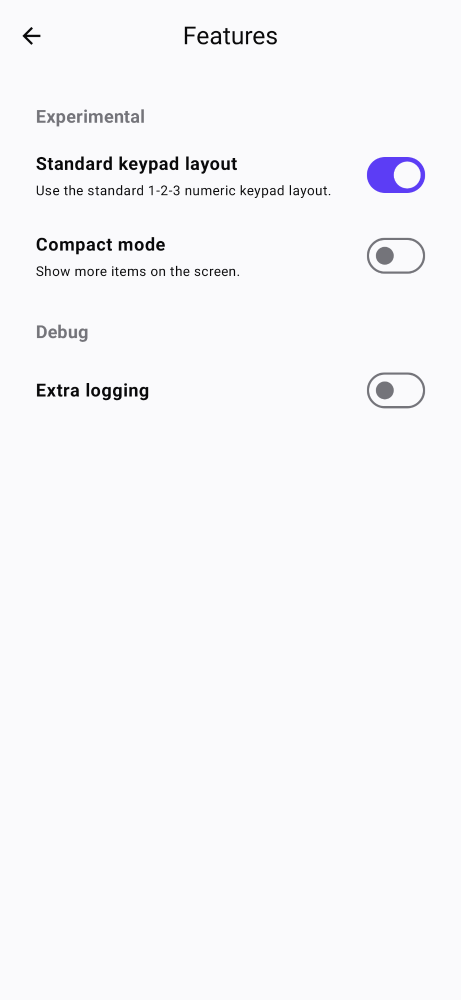 Features
Experimental
Standard keypad layout
Use the standard 1-2-3 numeric keypad layout.
Compact mode
Show more items on the screen.
Debug
Extra logging